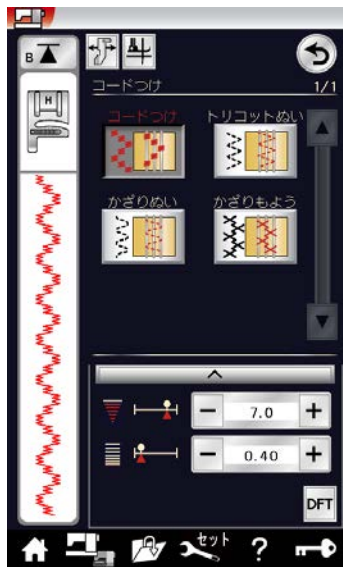 B
H
コードつけ
1/1
コードつけ
トリコットぬい
かざりぬい
かざりもよう
7.0
0.40
DFT
セット
?